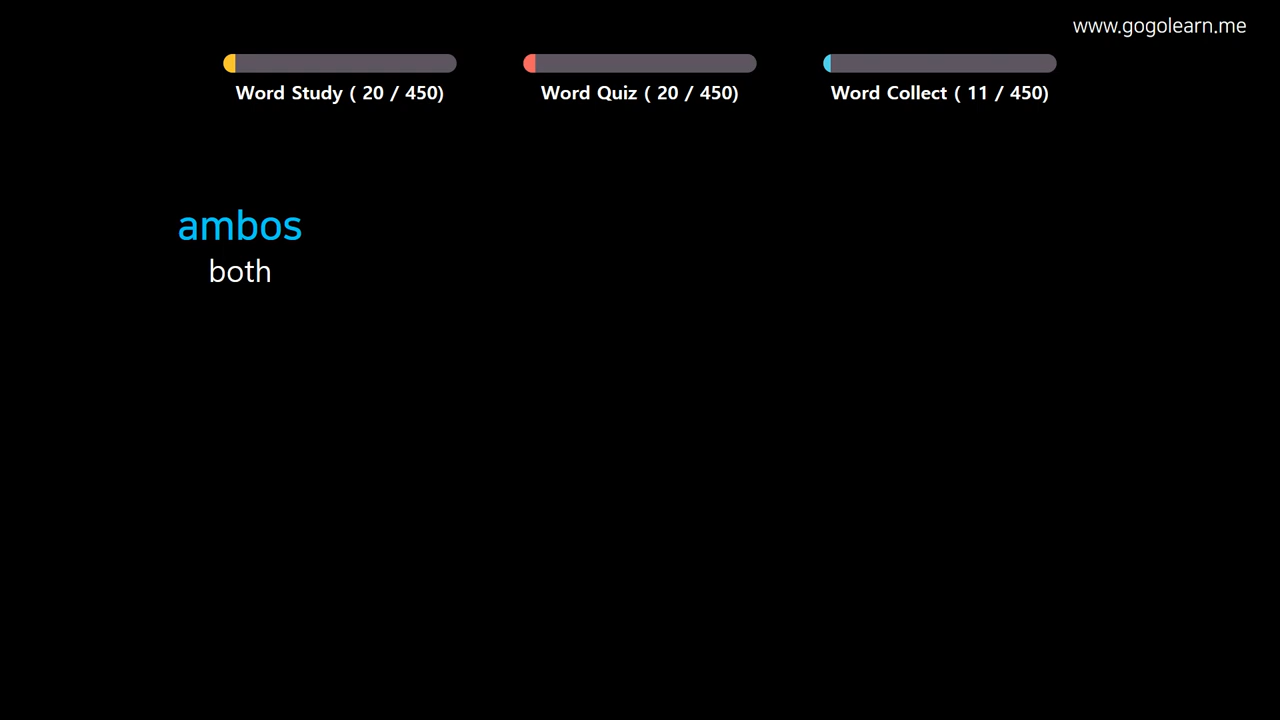 www.gogolearn.me
Word Study ( 20 / 450)
Word Quiz ( 20 / 450)
Word Collect ( 11 / 450)
ambos
both